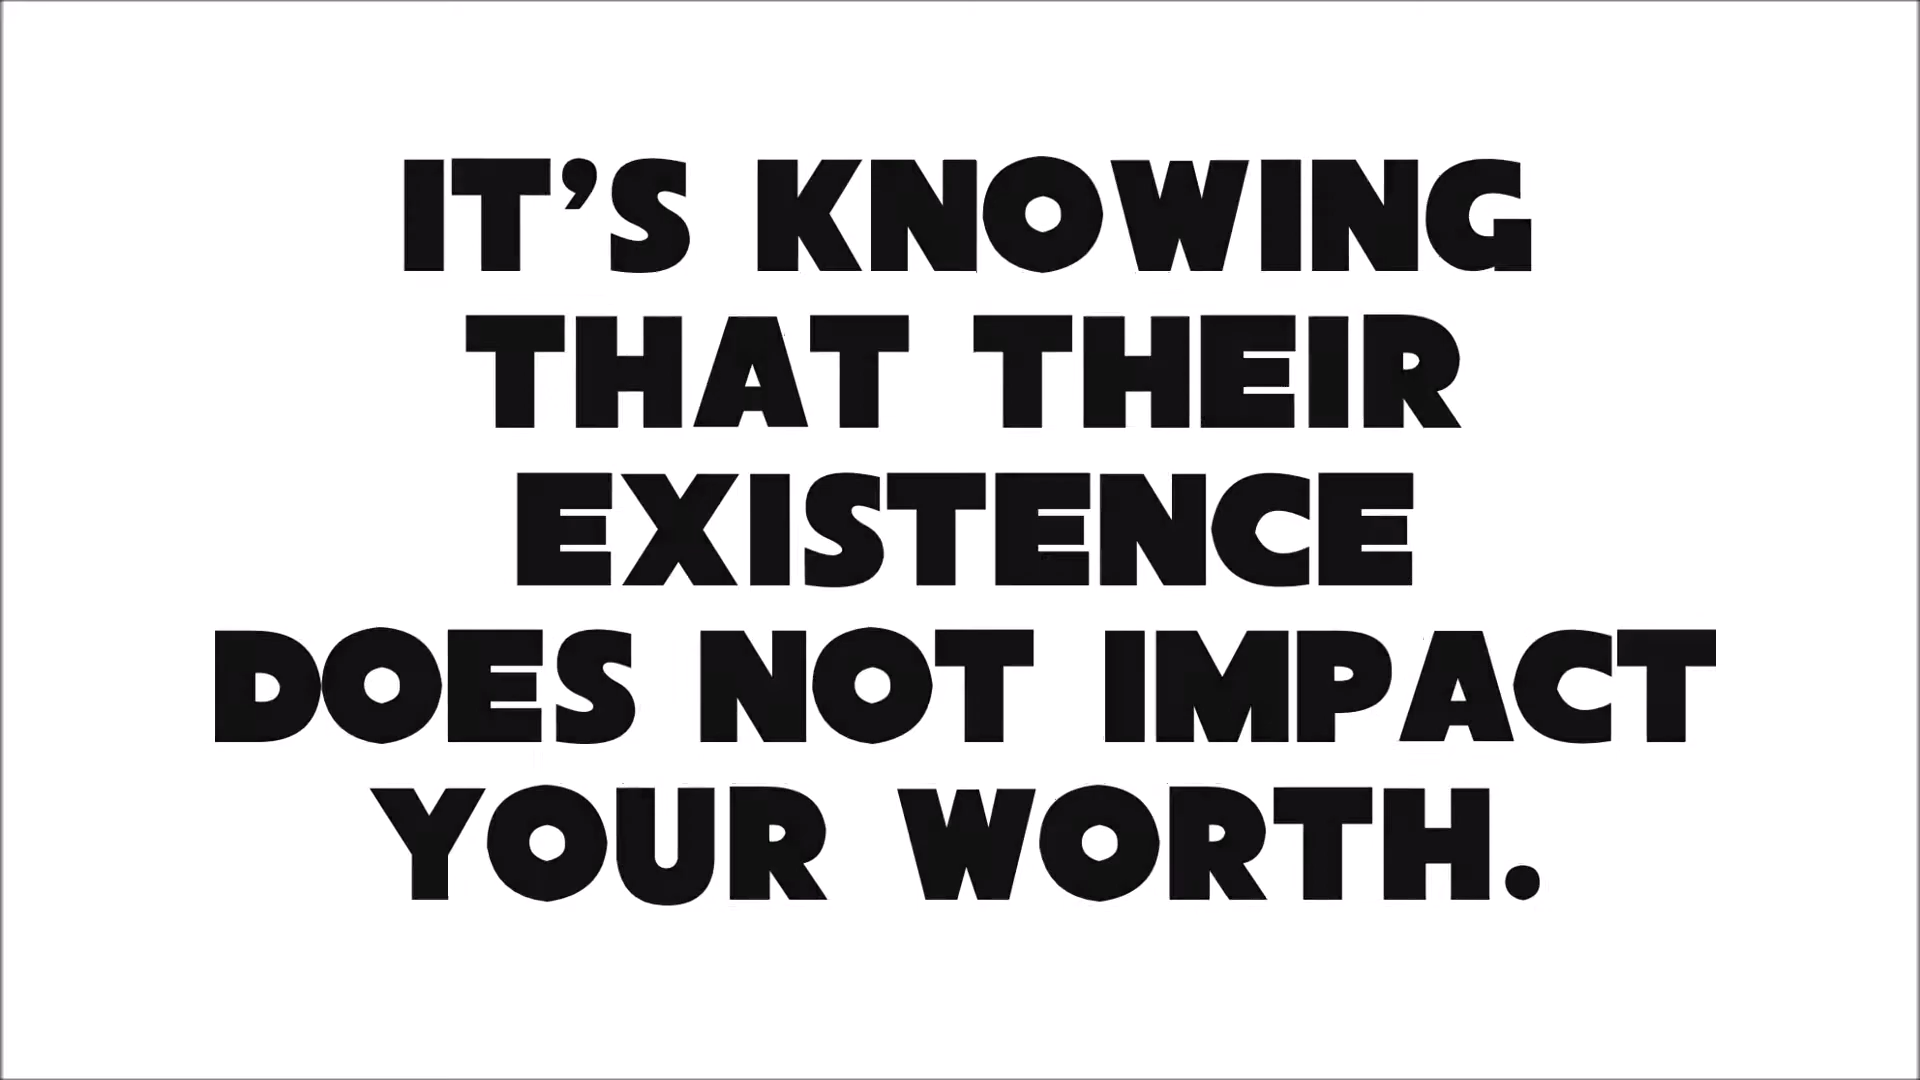 IT’S KNOWING
THAT THEIR
EXISTENCE
DOES NOT IMPACT
YOUR WORTH.